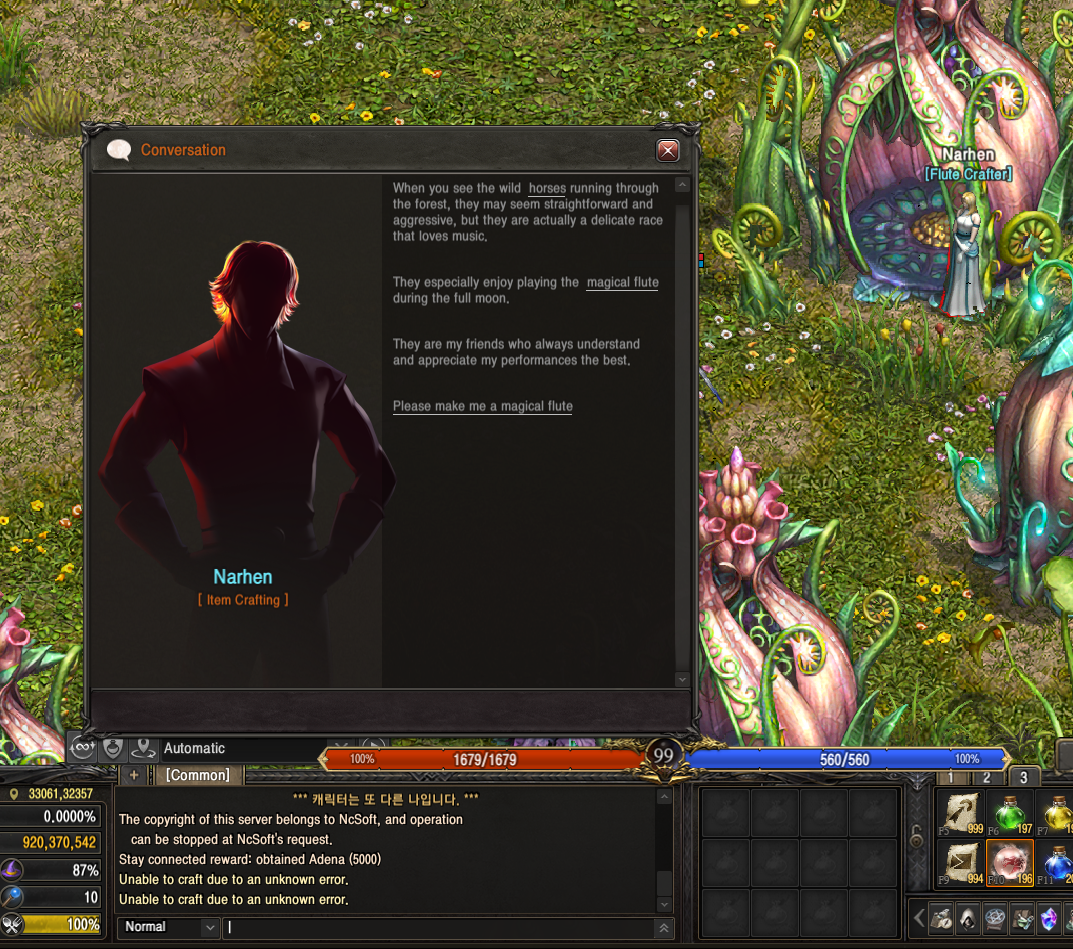 Narhen
[Flute Crafter]
Conversation
When you see the wild horses running through
the forest, they may seem straightforward and
aggressive, but they are actually a delicate race
that loves music.
They especially enjoy playing the magical flute
during the full moon.
They are my friends who always understand
and appreciate my performances the best.
Please make me a magical flute
Narhen
[ Item Crafting ]
Automatic
100% 1679/1679 99 560/560 100%
+ [Common]
1 2 3
33061,32357
0.0000%
920,370,542
87%
10
100%
*** 캐릭터는 또 다른 나입니다. ***
The copyright of this server belongs to NcSoft, and operation
can be stopped at NcSoft's request.
Stay connected reward: obtained Adena (5000)
Unable to craft due to an unknown error.
Unable to craft due to an unknown error.
Normal
F5 999 F6 197 F7
F9 994 F10 196 F11